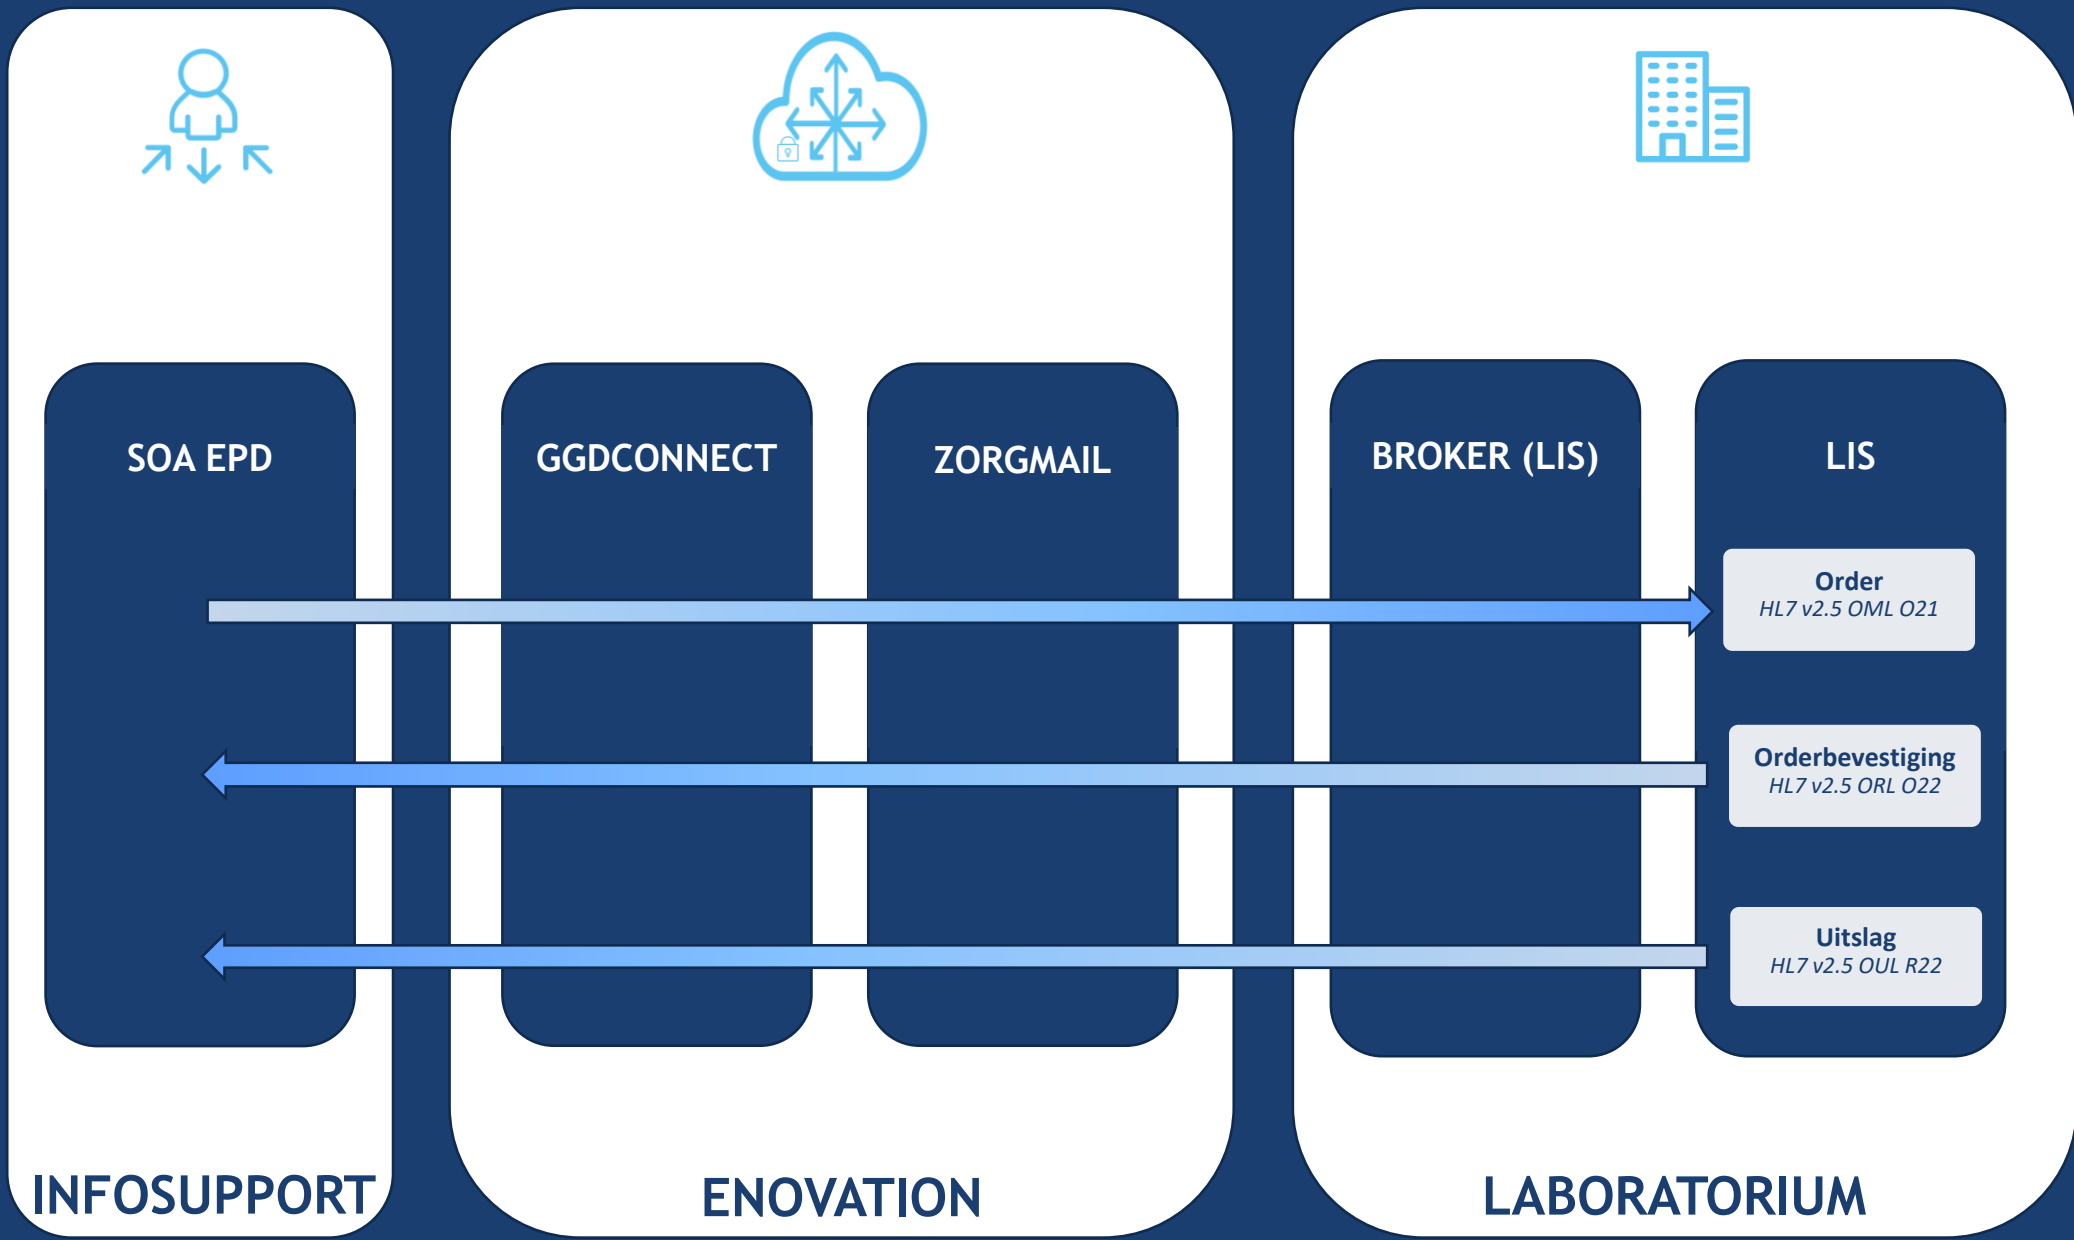 SOA EPD
GGDCONNECT
ZORGMAIL
BROKER (LIS)
LIS
Order
HL7 v2.5 OML O21
Orderbevestiging
HL7 v2.5 ORL O22
Uitslag
HL7 v2.5 OUL R22
INFOSUPPORT
ENOVATION
LABORATORIUM